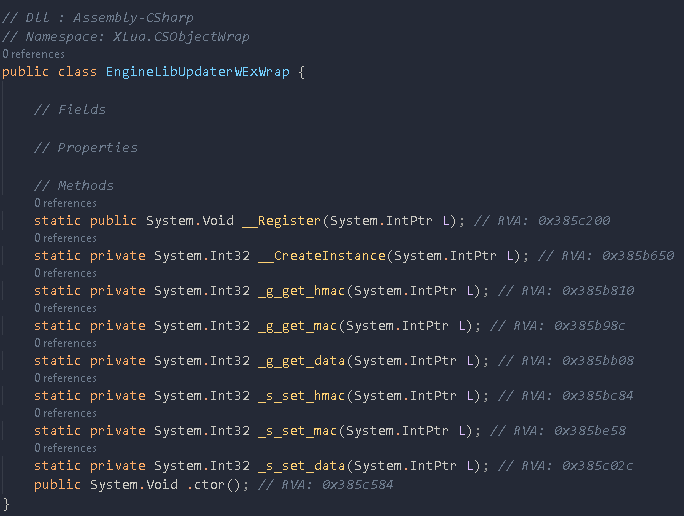 // Dll : Assembly-CSharp
// Namespace: XLua.CSObjectWrap
0 references
public class EngineLibUpdaterWExWrap {
// Fields
// Properties
// Methods
0 references
static public System.Void __Register(System.IntPtr L); // RVA: 0x385c200
0 references
static private System.Int32 __CreateInstance(System.IntPtr L); // RVA: 0x385b650
0 references
static private System.Int32 _g_get_hmac(System.IntPtr L); // RVA: 0x385b810
0 references
static private System.Int32 _g_get_mac(System.IntPtr L); // RVA: 0x385b98c
0 references
static private System.Int32 _g_get_data(System.IntPtr L); // RVA: 0x385bb08
0 references
static private System.Int32 _s_set_hmac(System.IntPtr L); // RVA: 0x385bc84
0 references
static private System.Int32 _s_set_mac(System.IntPtr L); // RVA: 0x385be58
0 references
static private System.Int32 _s_set_data(System.IntPtr L); // RVA: 0x385c02c
public System.Void .ctor(); // RVA: 0x385c584
}